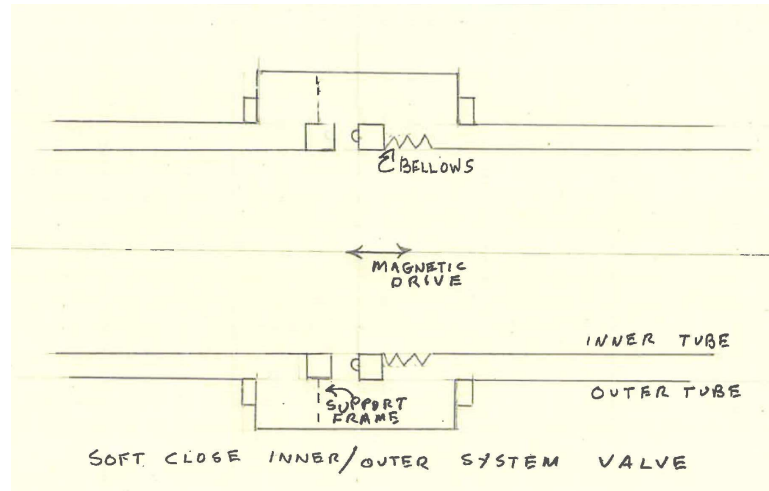 BELLOWS
MAGNETIC
DRIVE
INNER TUBE
OUTER TUBE
SUPPORT
FRAME
SOFT CLOSE INNER/OUTER SYSTEM VALVE